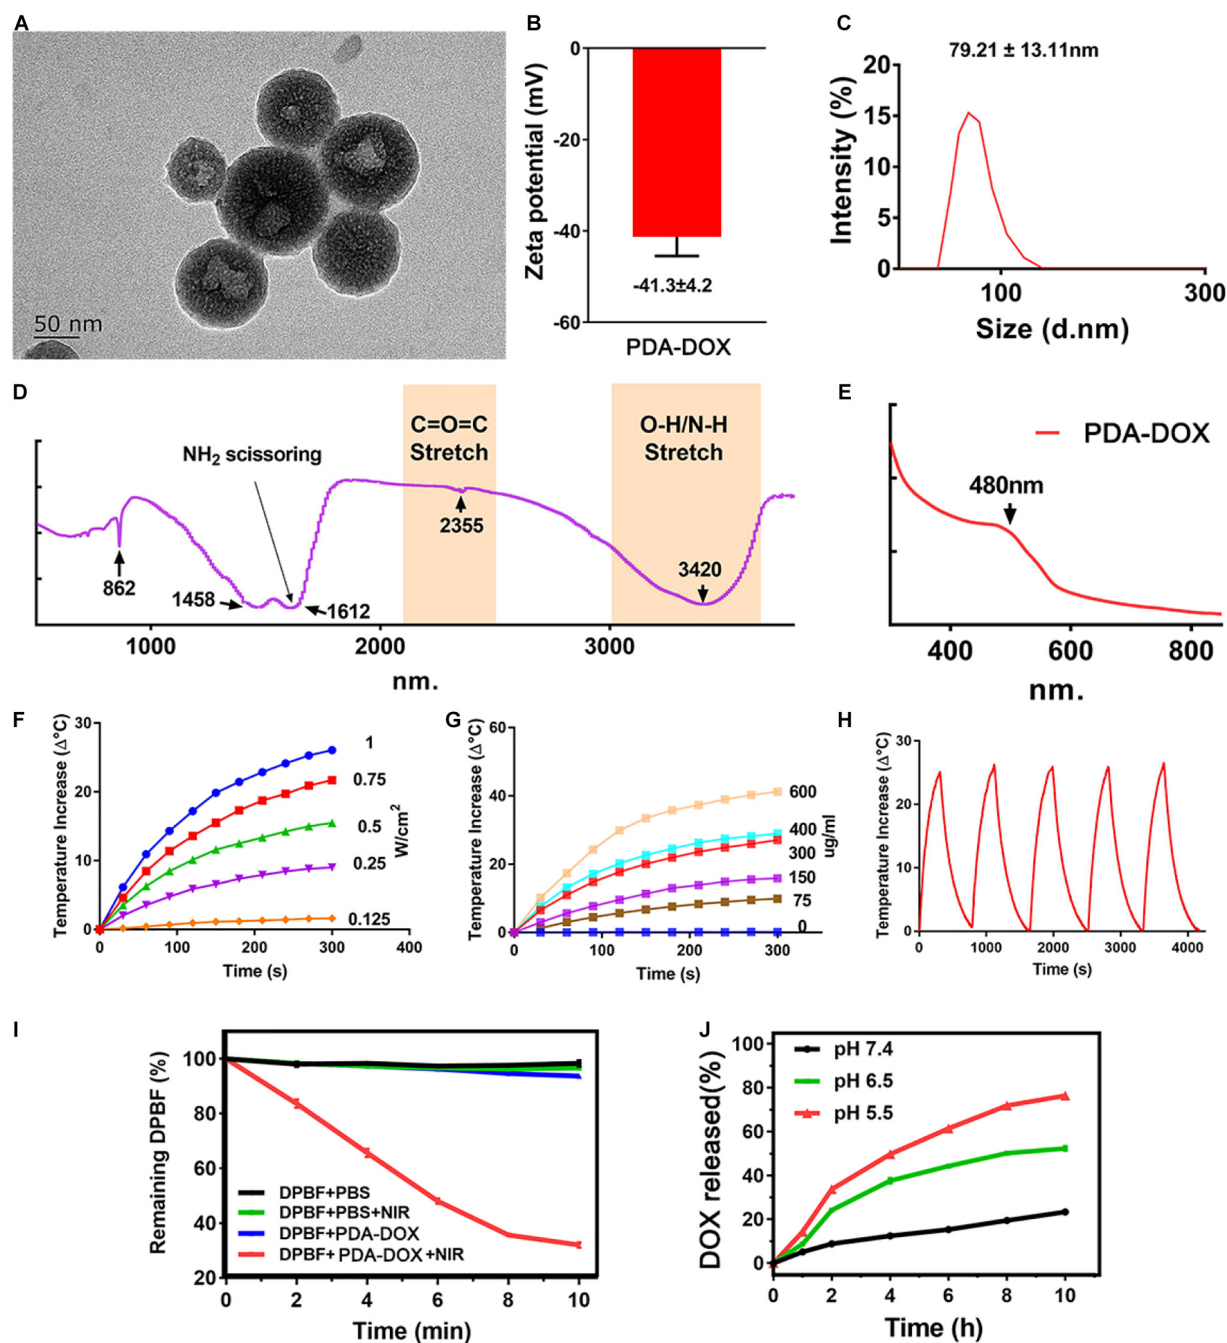 A
50 nm
B
Zeta potential (mV)
0
-20
-40
-60
-41.3±4.2
PDA-DOX
C
79.21 ± 13.11nm
Intensity (%)
20
15
10
5
0
100
300
Size (d.nm)
D
C=O=C
Stretch
O-H/N-H
Stretch
NH2 scissoring
862
1458
1612
2355
3420
1000
2000
3000
nm.
E
PDA-DOX
480nm
400
600
800
nm.
F
Temperature Increase (Δ°C)
30
20
10
0
1
0.75
0.5
0.25
0.125
W/cm2
0
100
200
300
400
Time (s)
G
Temperature Increase (Δ°C)
60
40
20
0
600
400
300
150
75
0
ug/ml
0
100
200
300
Time (s)
H
Temperature Increase (Δ°C)
30
20
10
0
0
1000
2000
3000
4000
Time (s)
I
Remaining DPBF (%)
100
80
60
40
20
DPBF+PBS
DPBF+PBS+NIR
DPBF+PDA-DOX
DPBF+PDA-DOX+NIR
0
2
4
6
8
10
Time (min)
J
DOX released(%)
100
80
60
40
20
0
pH 7.4
pH 6.5
pH 5.5
0
2
4
6
8
10
Time (h)